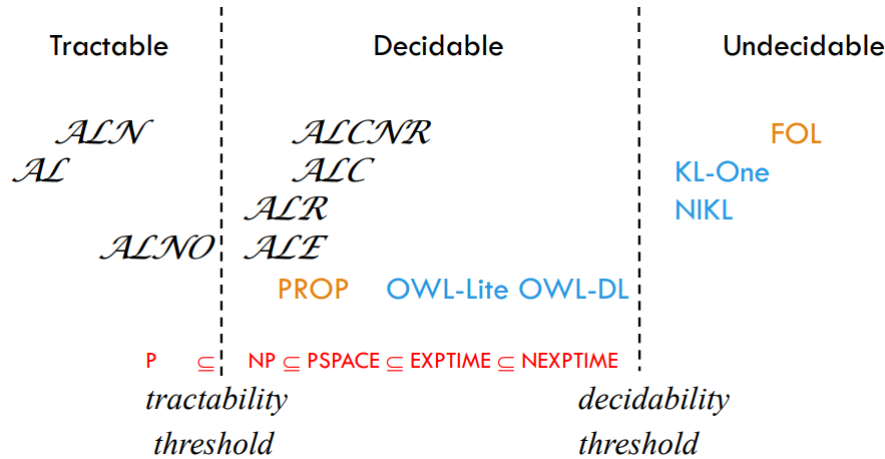 Tractable Decidable Undecidable
ALN ALCNR FOL
AL ALC KL-One
ALR NIKL
ALNO ALE
PROP OWL-Lite OWL-DL
P ⊆ NP ⊆ PSPACE ⊆ EXPTIME ⊆ NEXPTIME
tractability decidability
threshold threshold